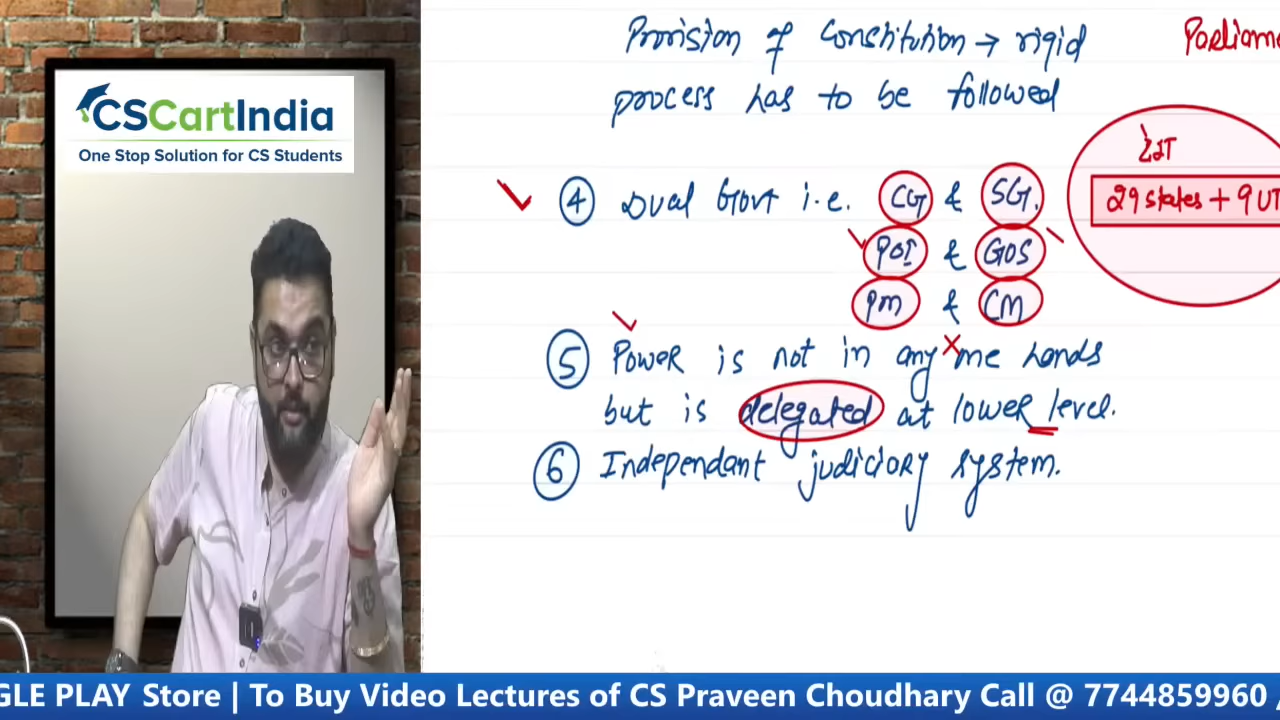 CSCartIndia
One Stop Solution for CS Students
Provision of Constitution → rigid
process has to be followed
Parliame
29 states + 9 UT
④ Dual Govt i.e. CG & SG.
POI & GOS
PM & CM
⑤ Power is not in any one hands
but is delegated at lower level.
⑥ Independant judiciory system.
GLE PLAY Store | To Buy Video Lectures of CS Praveen Choudhary Call @ 7744859960